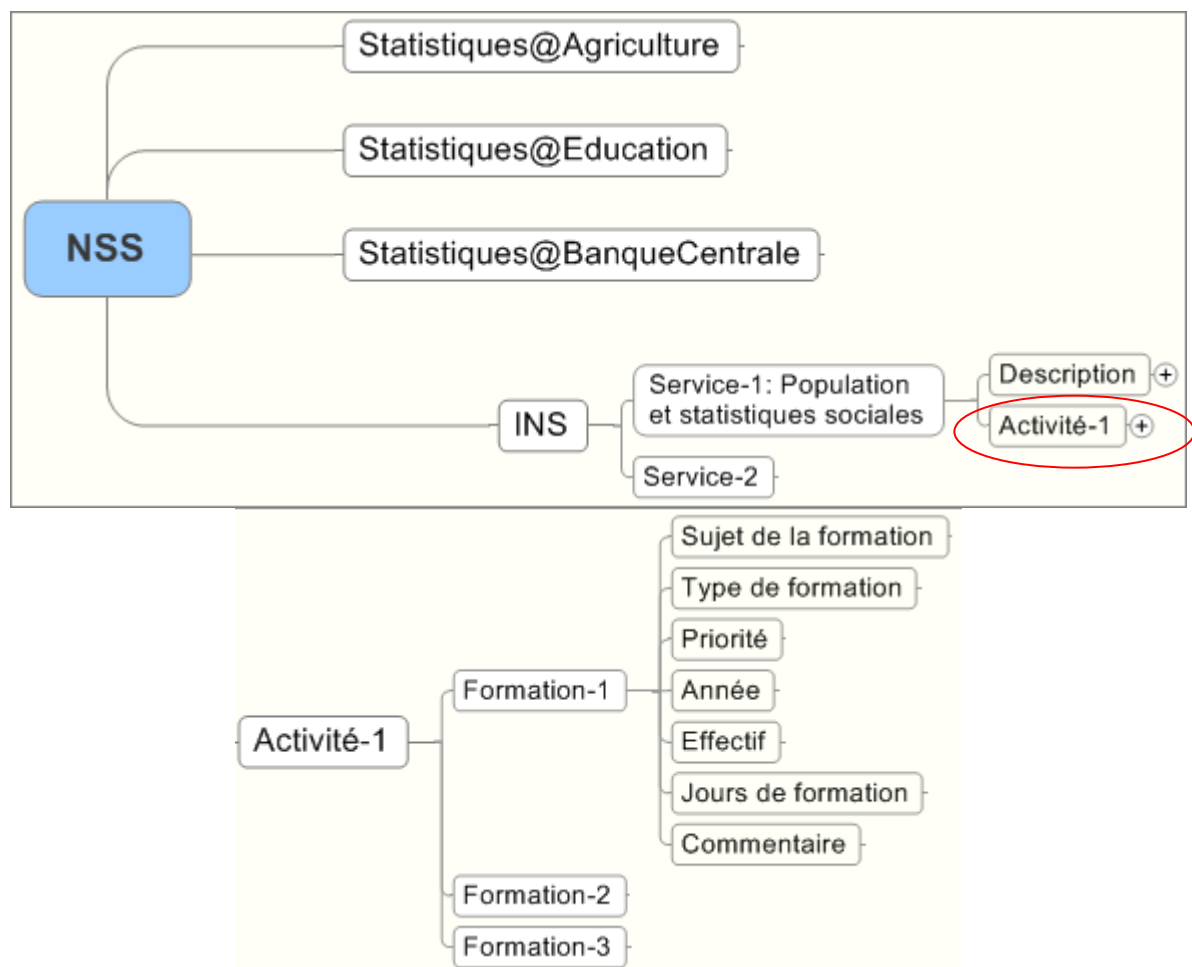 Statistiques@Agriculture
Statistiques@Education
NSS
Statistiques@BanqueCentrale
INS
Service-1: Population
et statistiques sociales
Description
Activité-1
Service-2
Sujet de la formation
Type de formation
Priorité
Formation-1
Année
Activité-1
Effectif
Jours de formation
Commentaire
Formation-2
Formation-3